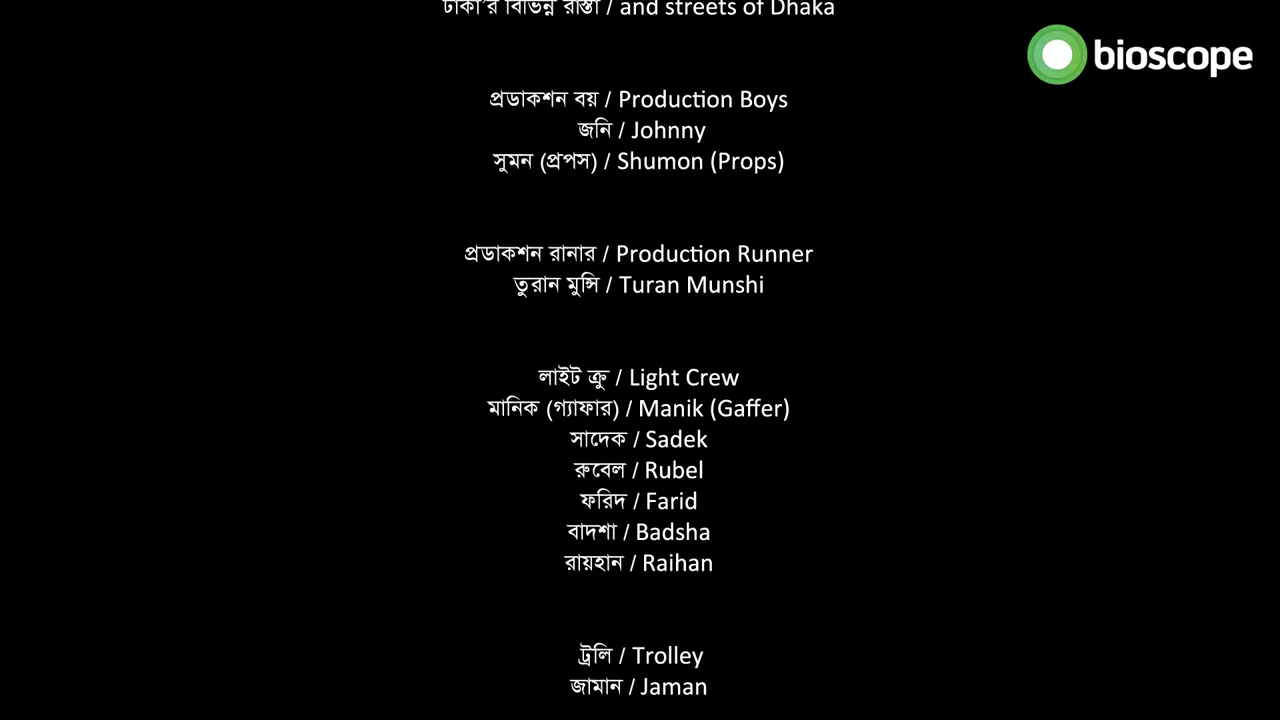 ঢাকা'র বিভিন্ন রাস্তা / and streets of Dhaka
bioscope
প্রডাকশন বয় / Production Boys
জনি / Johnny
সুমন (প্রপস) / Shumon (Props)
প্রডাকশন রানার / Production Runner
তুরান মুন্সি / Turan Munshi
লাইট ক্রু / Light Crew
মানিক (গ্যাফার) / Manik (Gaffer)
সাদেক / Sadek
রুবেল / Rubel
ফরিদ / Farid
বাদশা / Badsha
রায়হান / Raihan
ট্রলি / Trolley
জামান / Jaman